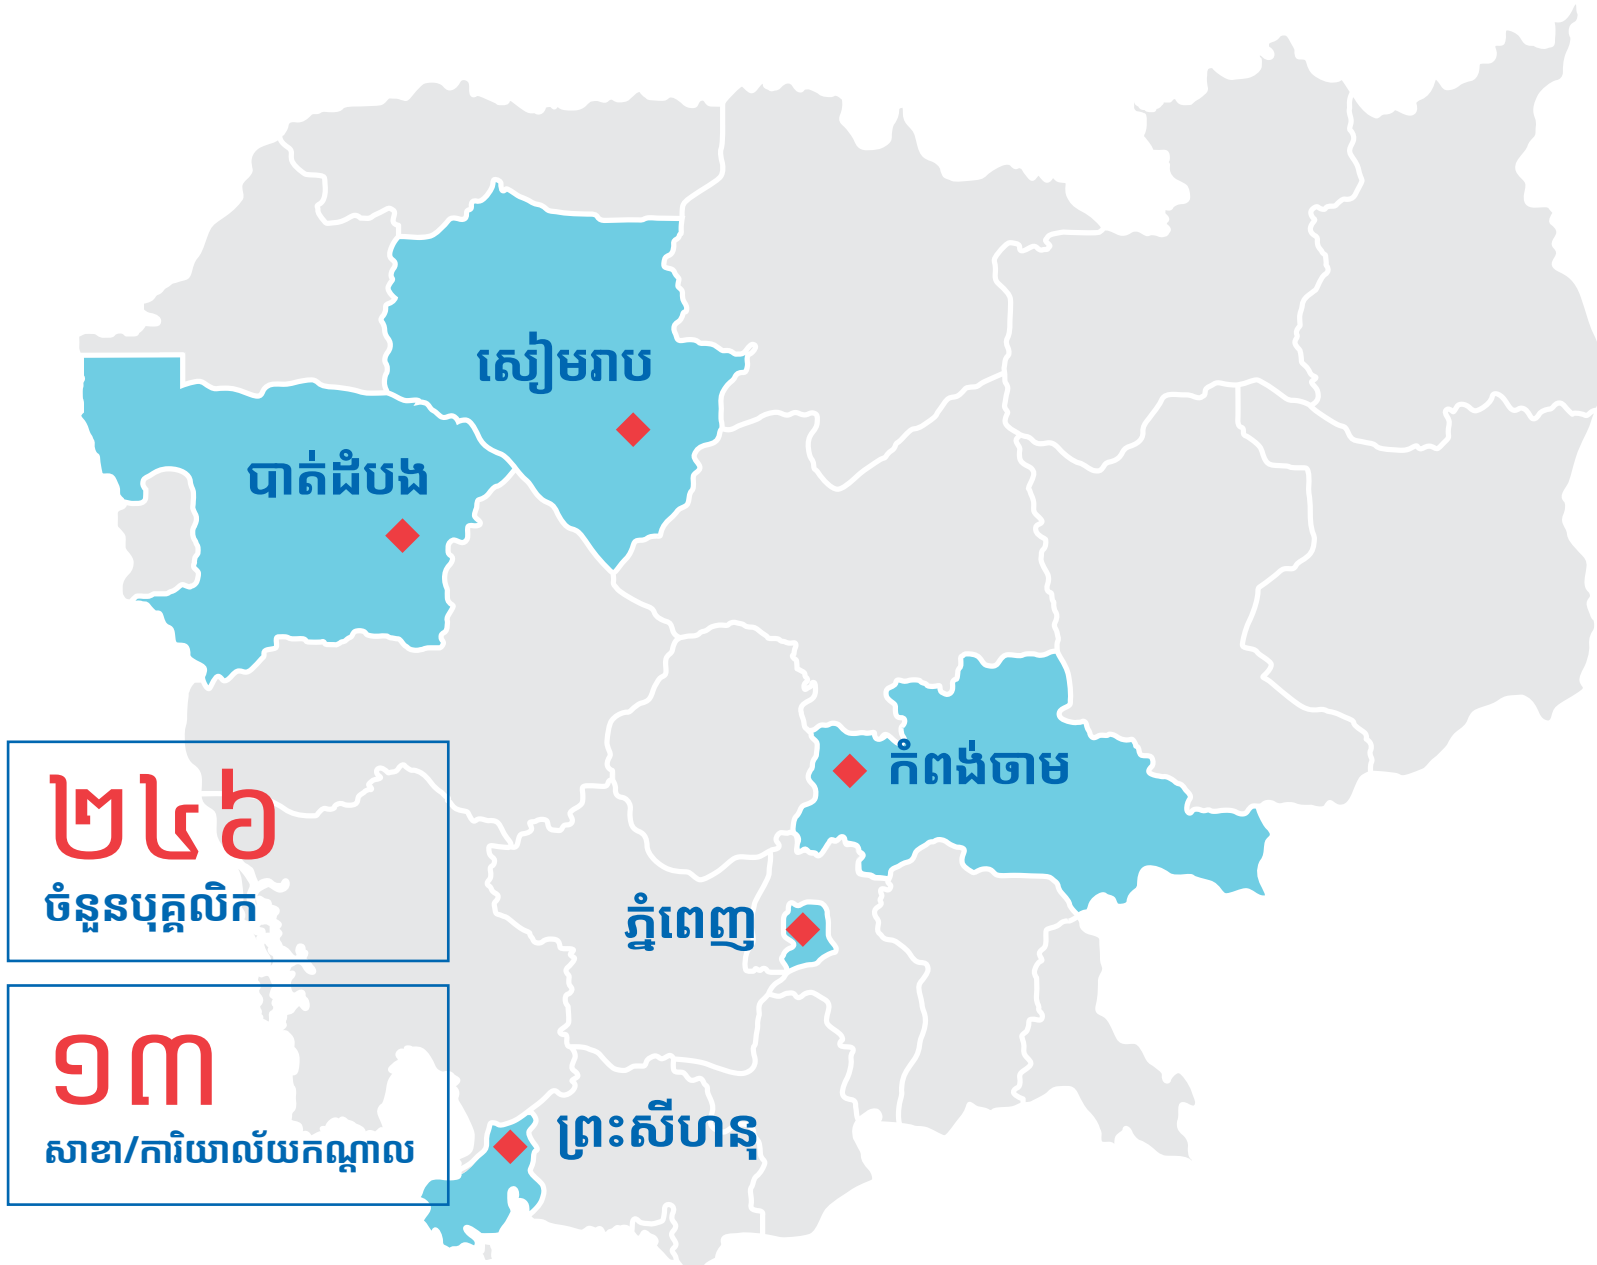 សៀមរាប
បាត់ដំបង
កំពង់ចាម
២៤៦
ចំនួនបុគ្គលិក
ភ្នំពេញ
១៣
សាខា/ការិយាល័យកណ្តាល
ព្រះសីហនុ